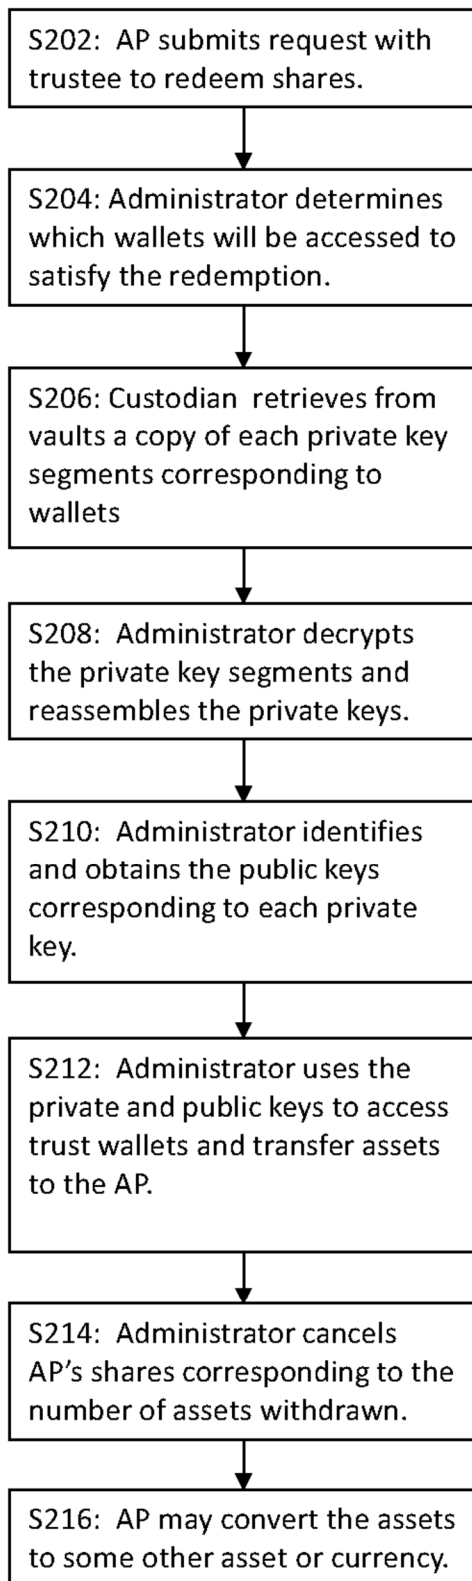 S202:  AP submits request with
trustee to redeem shares.
S204: Administrator determines
which wallets will be accessed to
satisfy the redemption.
S206: Custodian  retrieves from
vaults a copy of each private key
segments corresponding to
wallets
S208:  Administrator decrypts
the private key segments and
reassembles the private keys.
S210:  Administrator identifies
and obtains the public keys
corresponding to each private
key.
S212:  Administrator uses the
private and public keys to access
trust wallets and transfer assets
to the AP.
S214:  Administrator cancels
AP’s shares corresponding to the
number of assets withdrawn.
S216:  AP may convert the assets
to some other asset or currency.